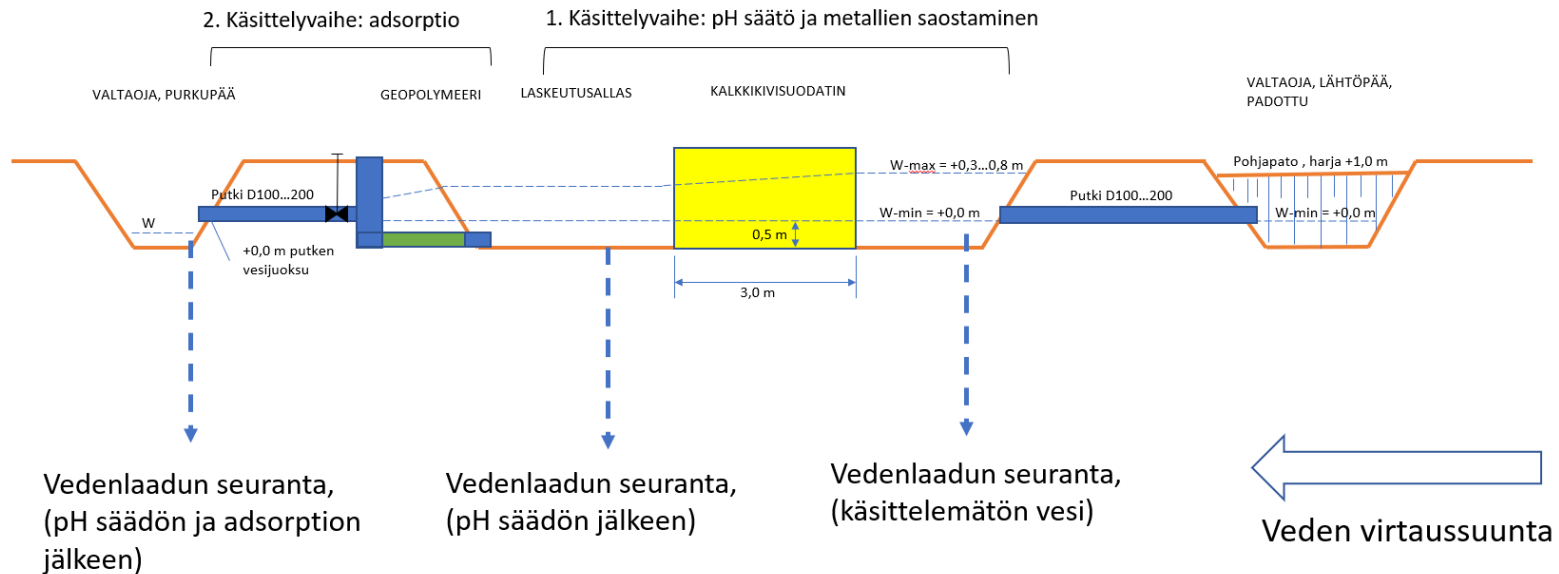 2. Käsittelyvaihe: adsorptio
1. Käsittelyvaihe: pH säätö ja metallien saostaminen
VALTAOJA, PURKUPÄÄ
GEOPOLYMEERI
LASKEUTUSALLAS
KALKKIKIVISUODATIN
VALTAOJA, LÄHTÖPÄÄ,
PADOTTU
W-max = +0,3…0,8 m
Pohjapato , harja +1,0 m
Putki D100…200
Putki D100…200
W
W-min = +0,0 m
W-min = +0,0 m
0,5 m
+0,0 m putken
vesijuoksu
3,0 m
Vedenlaadun seuranta,
(pH säädön ja adsorption
jälkeen)
Vedenlaadun seuranta,
(pH säädön jälkeen)
Vedenlaadun seuranta,
(käsittelemätön vesi)
Veden virtaussuunta